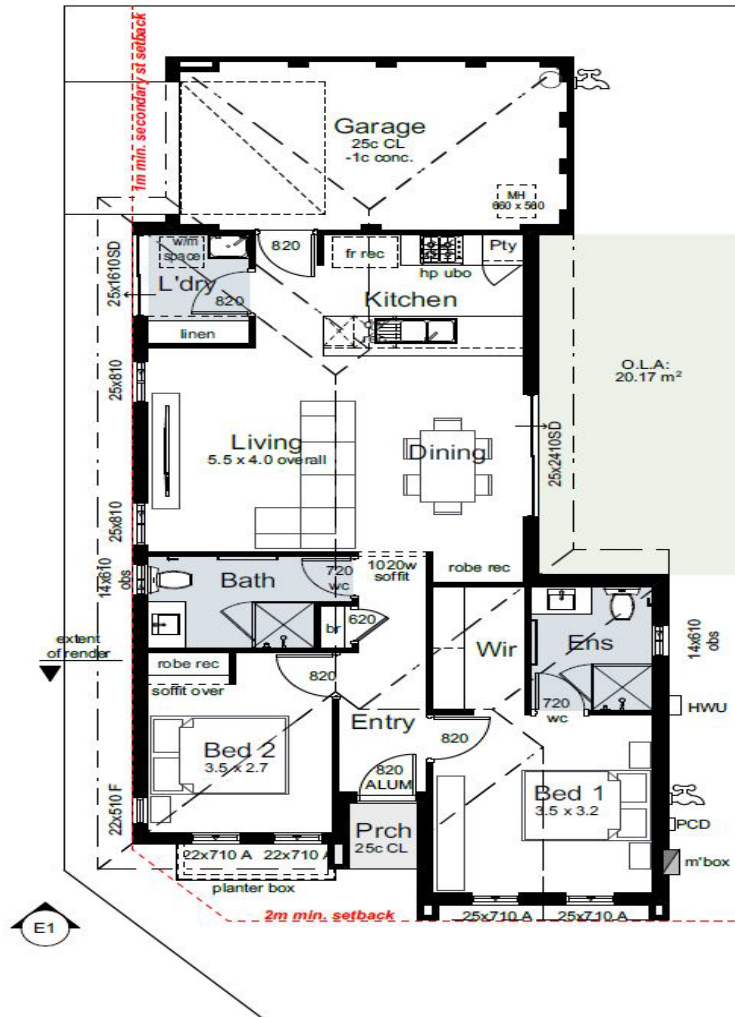 1m min. secondary st setback
Garage
25c CL
-1c conc.
MH
660 x 560
w/m
space
L'dry
820
820
fr rec
hp ubo
Pty
Kitchen
linen
25x1610SD
25x810
O.L.A:
20.17 m²
Living
5.5 x 4.0 overall
Dining
25x2410SD
25x810
14x610
obs
Bath
720
wc
1020w
soffit
robe rec
br
620
Wir
Ens
14x610
obs
extent
of render
robe rec
soffit over
820
720
wc
HWU
Entry
820
Bed 2
3.5 x 2.7
820
ALUM
Bed 1
3.5 x 3.2
22x510 F
Prch
25c CL
PCD
m'box
22x710 A
22x710 A
planter box
2m min. setback
25x710 A
25x710 A
E1